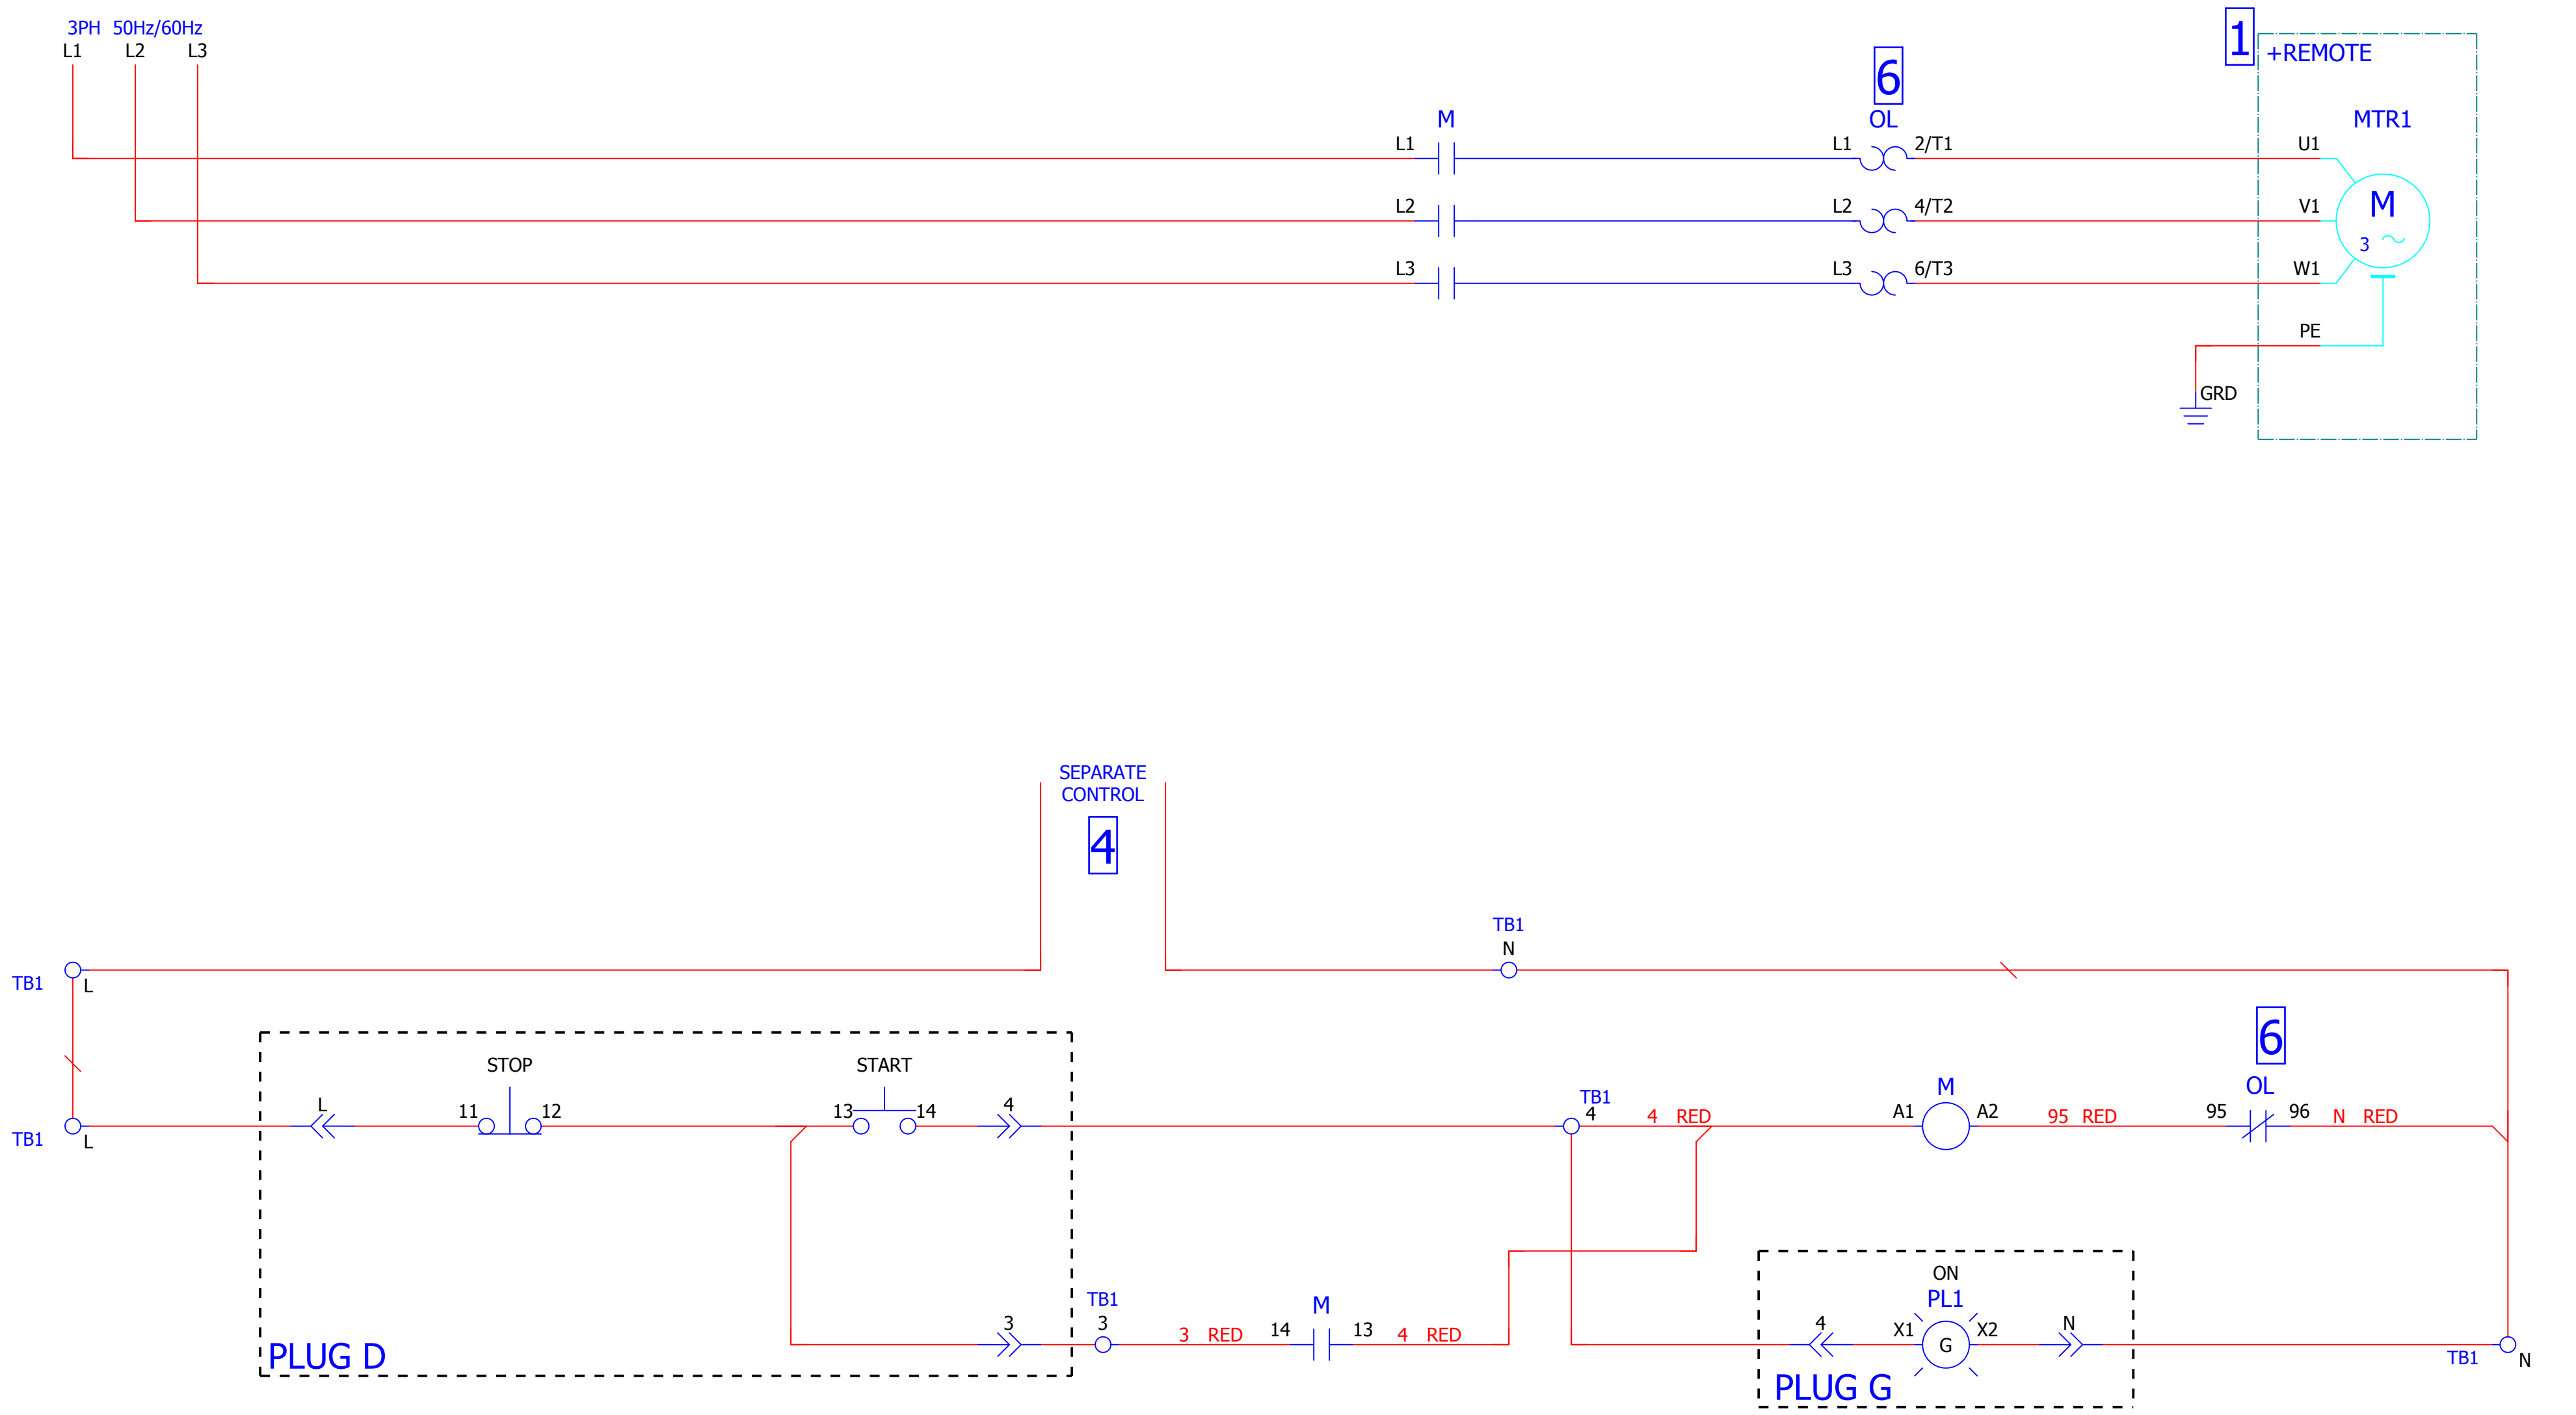 3PH 50Hz/60Hz
L1 L2 L3
1
+REMOTE
6
M OL MTR1
L1 L1 2/T1 U1
L2 L2 4/T2 V1 M
3
L3 L3 6/T3 W1
PE
GRD
SEPARATE
CONTROL
4
TB1
N
TB1 L
6
STOP START
M OL
L 11 12 13 14 4 TB1 4 4 RED A1 A2 95 RED 95 96 N RED
TB1 L
ON
TB1 M PL1
3 3 3 RED 14 13 4 RED 4 X1 G X2 N
TB1 N
PLUG D
PLUG G